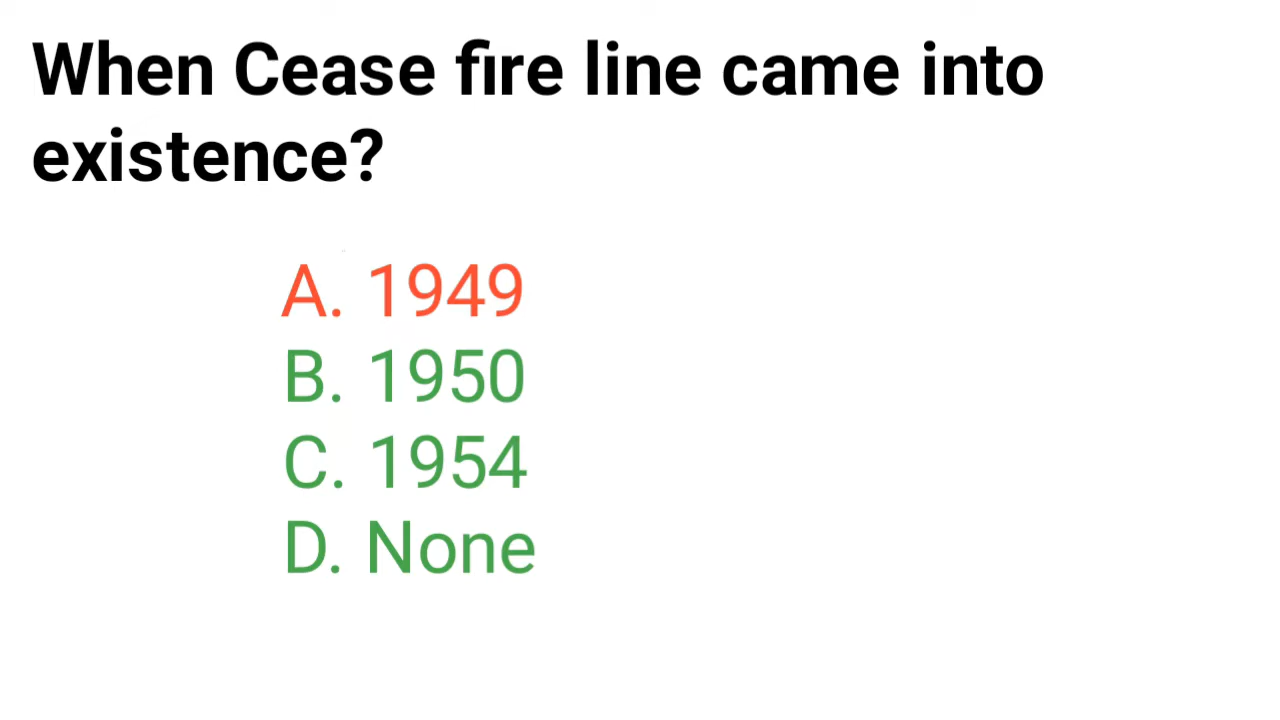 When Cease fire line came into
existence?
A. 1949
B. 1950
C. 1954
D. None